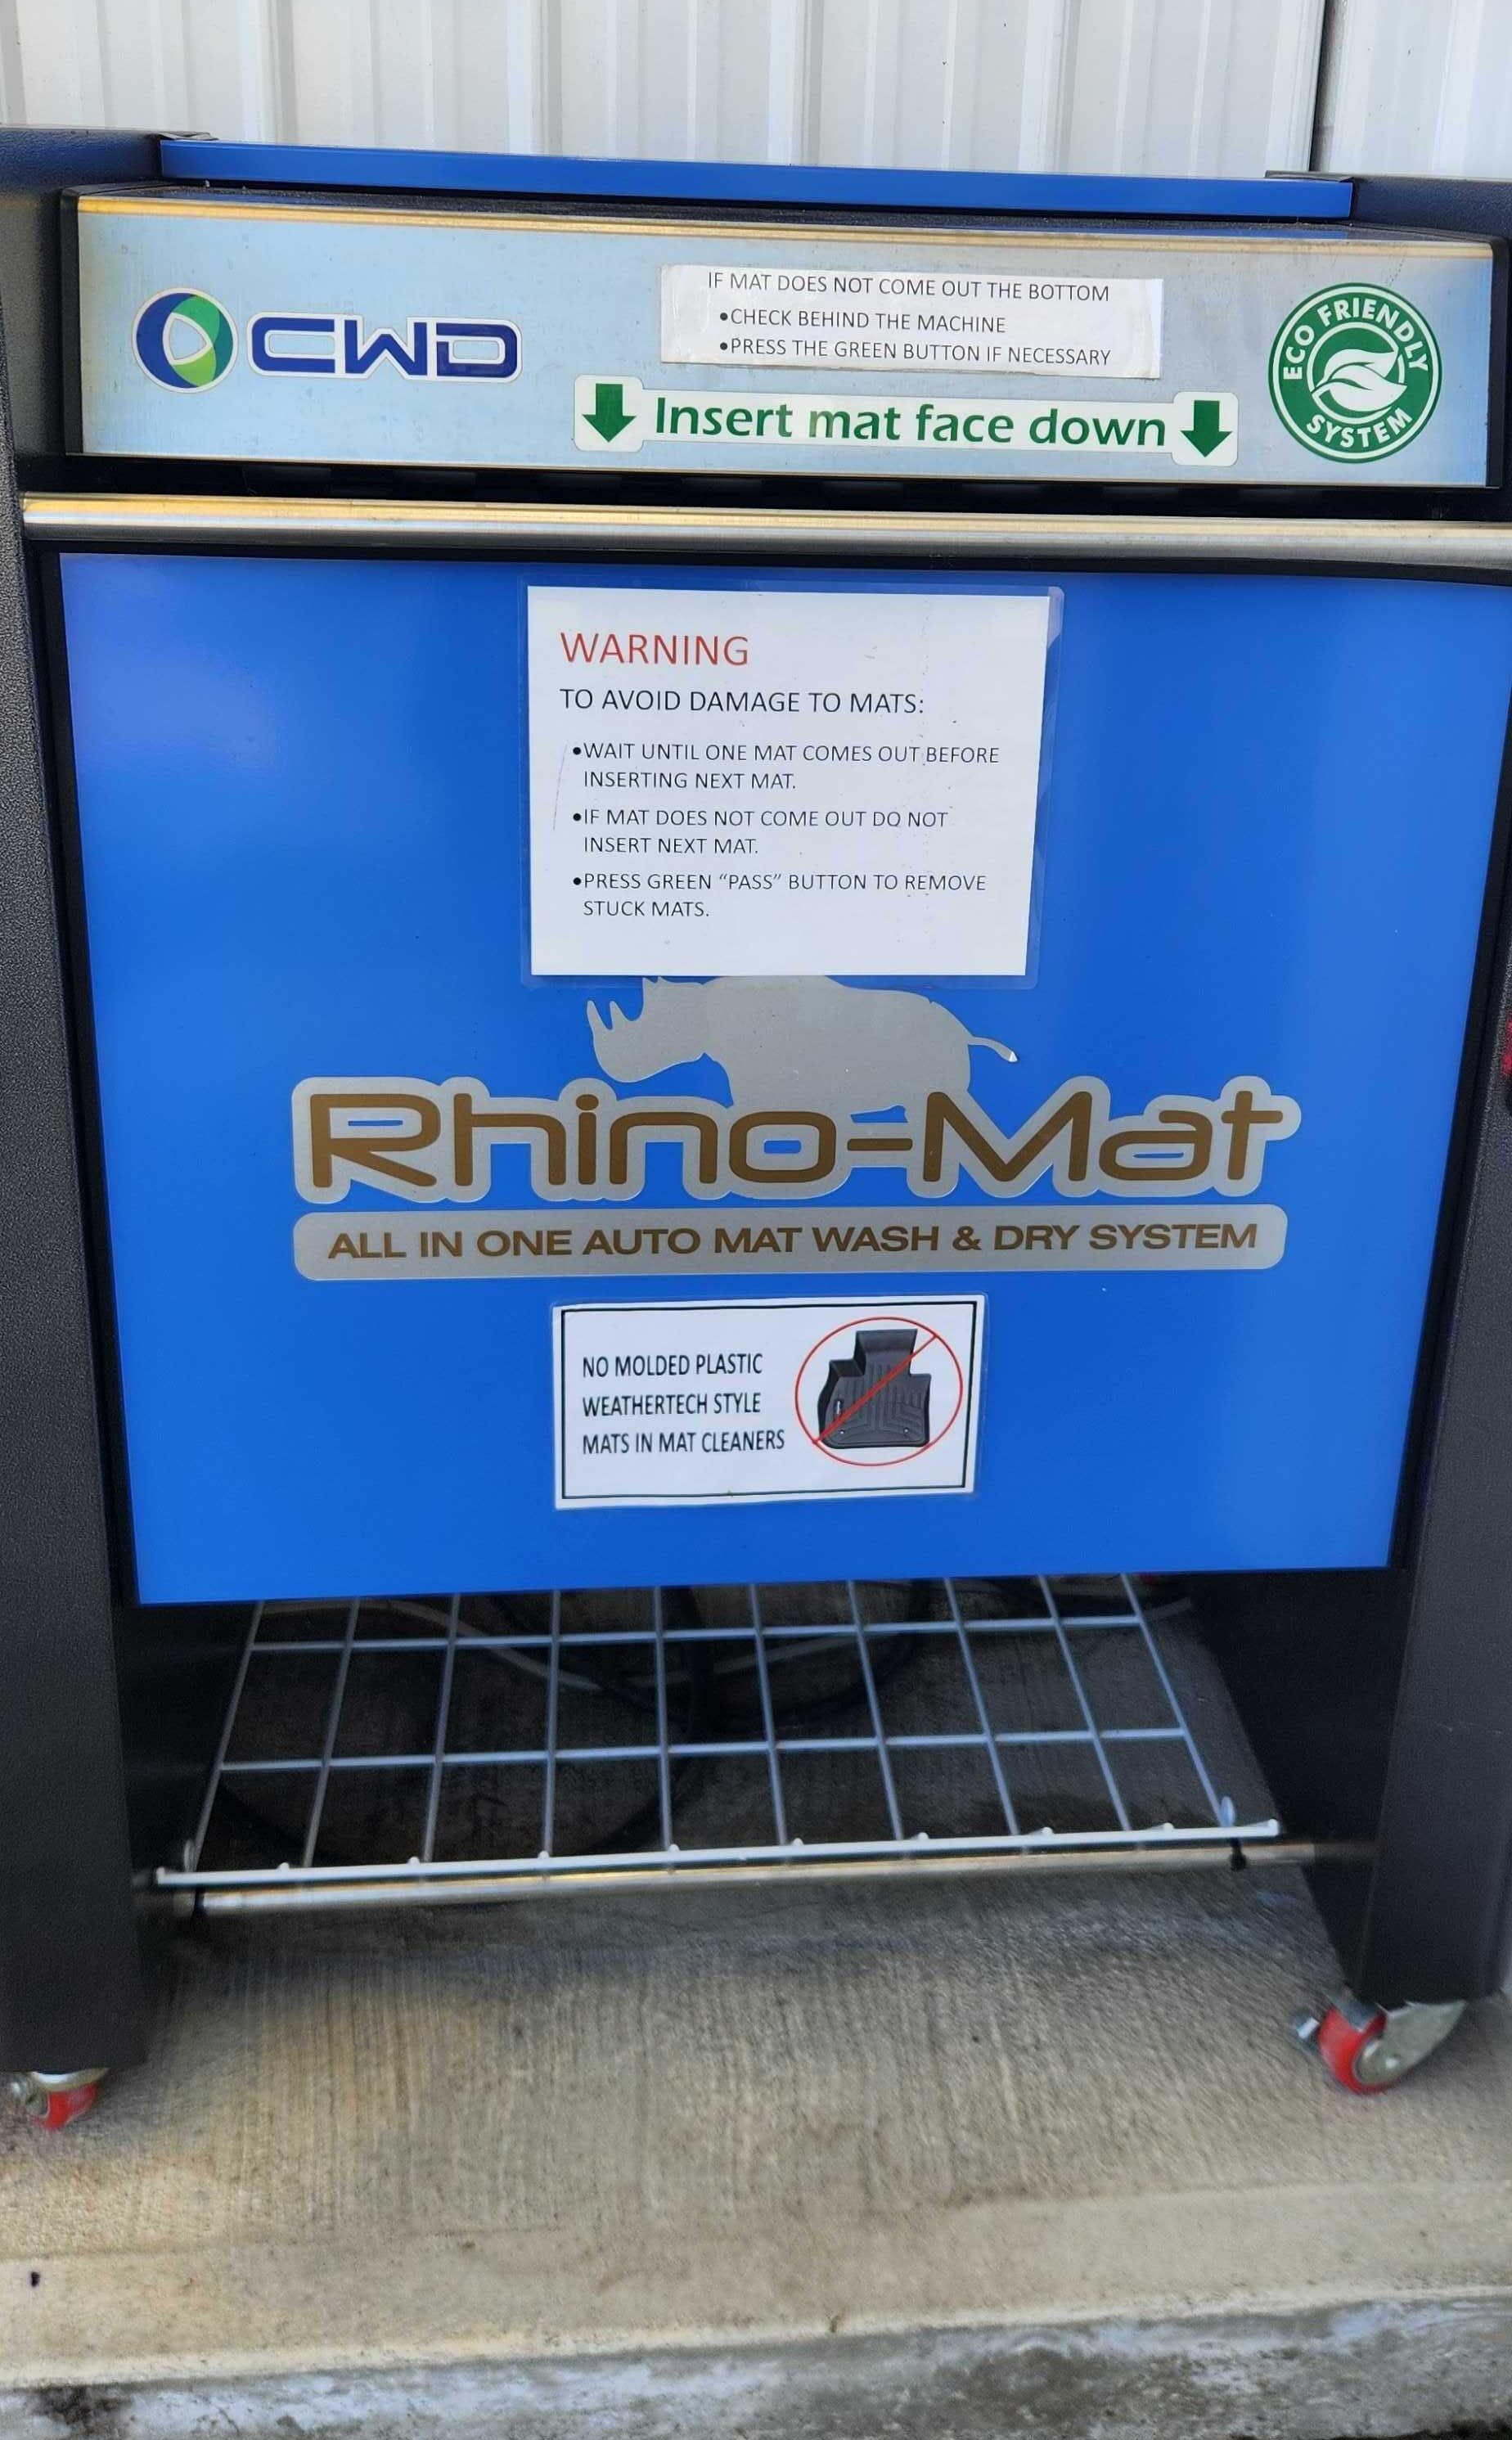 CWD
IF MAT DOES NOT COME OUT THE BOTTOM
•CHECK BEHIND THE MACHINE
•PRESS THE GREEN BUTTON IF NECESSARY
Insert mat face down
ECO FRIENDLY
SYSTEM
WARNING
TO AVOID DAMAGE TO MATS:
•WAIT UNTIL ONE MAT COMES OUT BEFORE
INSERTING NEXT MAT.
•IF MAT DOES NOT COME OUT DO NOT
INSERT NEXT MAT.
•PRESS GREEN “PASS” BUTTON TO REMOVE
STUCK MATS.
Rhino-Mat
ALL IN ONE AUTO MAT WASH & DRY SYSTEM
NO MOLDED PLASTIC
WEATHERTECH STYLE
MATS IN MAT CLEANERS